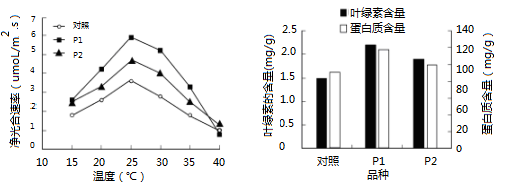 净光合速率（umoL/m².s）
7
6
5
4
3
2
1
0
10 15 20 25 30 35 40
温度（℃）
对照
P1
P2
叶绿素的含量(mg/g)
2.5
2.0
1.5
1.0
0.5
0
对照 P1 P2
品种
叶绿素含量
蛋白质含量
140
120
100
80
60
40
20
0
蛋白质含量（mg/g）